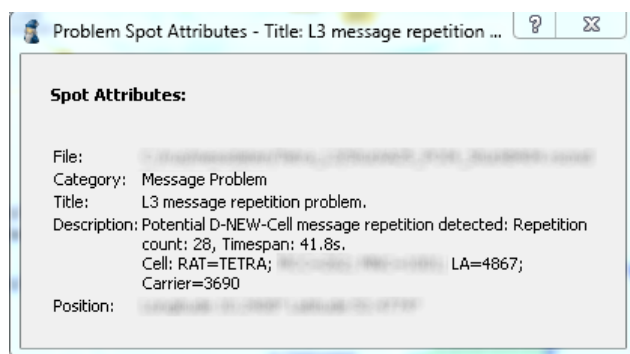 Problem Spot Attributes - Title: L3 message repetition ...
Spot Attributes:
File:
Category: Message Problem
Title: L3 message repetition problem.
Description: Potential D-NEW-Cell message repetition detected: Repetition
count: 28, Timespan: 41.8s.
Cell: RAT=TETRA; LA=4867;
Carrier=3690
Position: